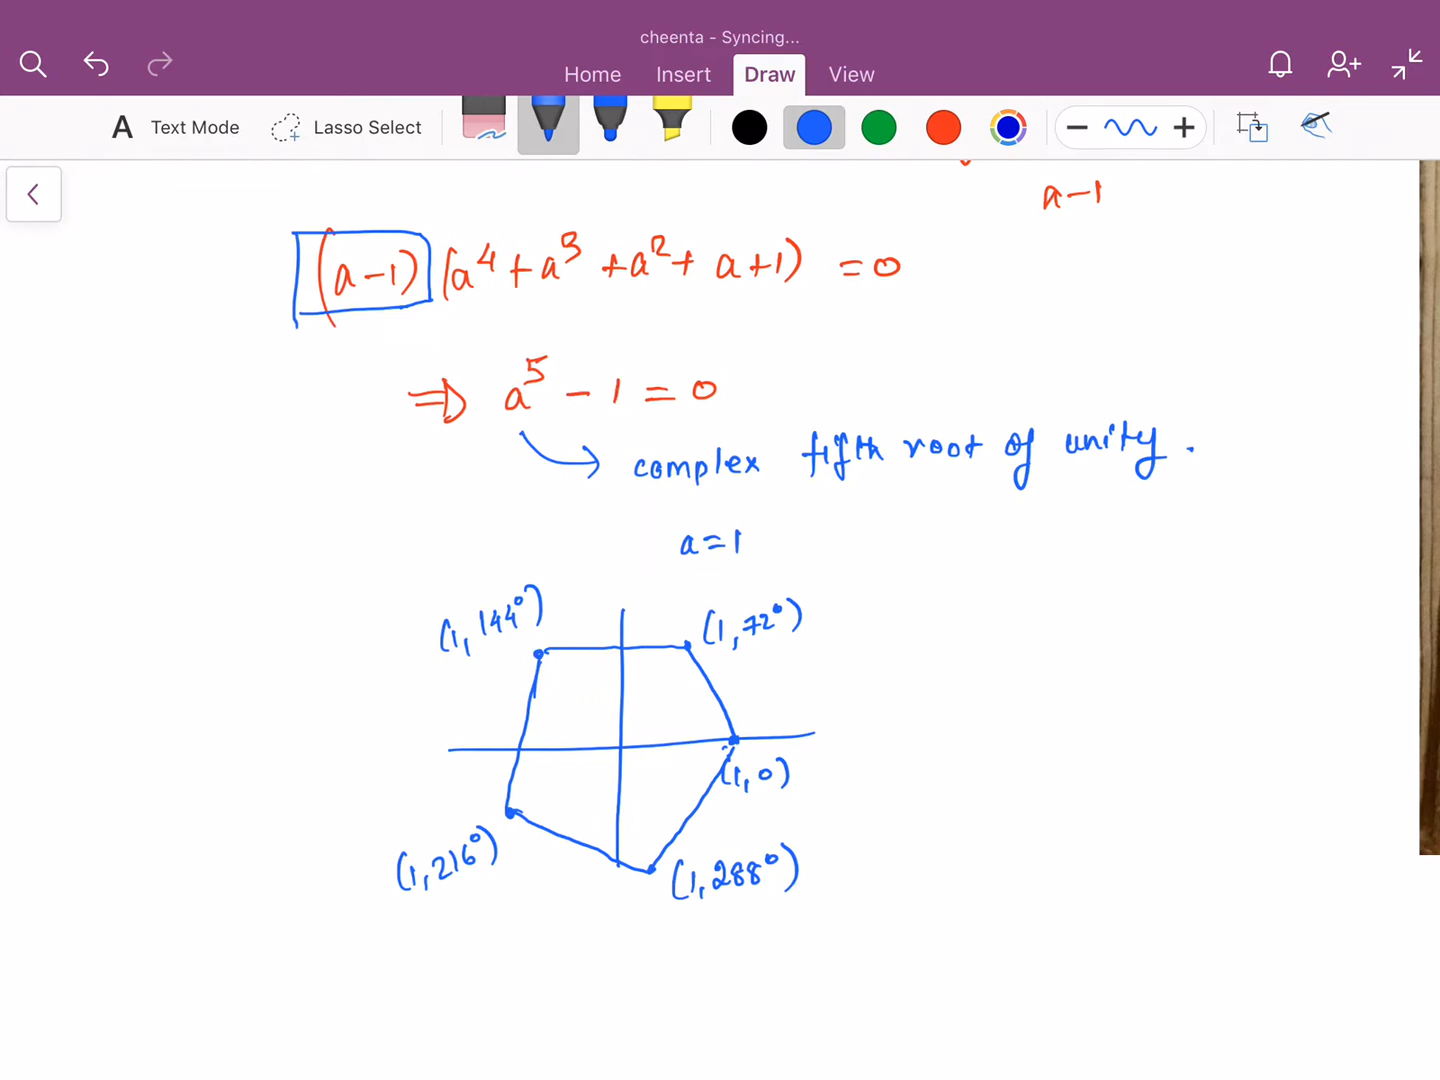 cheenta - Syncing...
Home Insert Draw View
A Text Mode Lasso Select
a-1
(a-1) (a⁴+a³+a²+a+1) =0
⇒ a⁵-1=0
complex fifth root of unity.
a=1
(1,144°) (1,72°)
(1,0)
(1,216°) (1,288°)